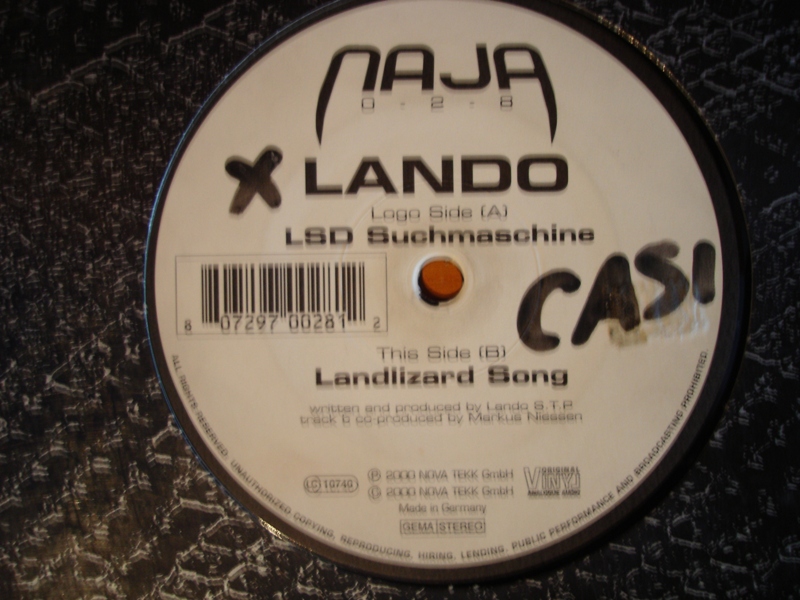 NAJA
0 - 2 - 8
X LANDO
Logo Side (A)
LSD Suchmaschine
CASI
8 07297 00281 2
This Side (B)
Landlizard Song
written and produced by Lando S.T.P
track b co-produced by Markus Niessen
LC 10740
℗ 2000 NOVA TEKK GmbH
© 2000 NOVA TEKK GmbH
ORIGINAL
VINYL
ANALOGUE AUDIO
Made in Germany
GEMA STEREO
ALL RIGHTS RESERVED. UNAUTHORIZED COPYING, REPRODUCING, HIRING, LENDING, PUBLIC PERFORMANCE AND BROADCASTING PROHIBITED.